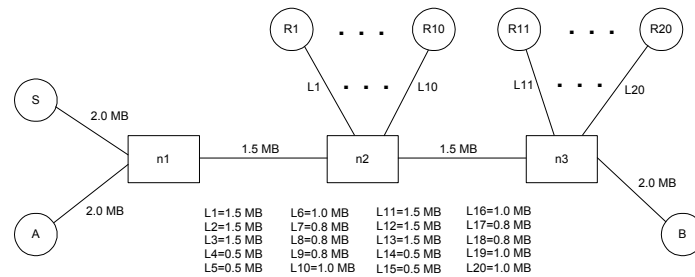 R1 . . . R10 R11 . . . R20
L1 . . . L10 L11 . . . L20
S
2.0 MB
n1 1.5 MB n2 1.5 MB n3
2.0 MB 2.0 MB
A B
L1=1.5 MB L6=1.0 MB L11=1.5 MB L16=1.0 MB
L2=1.5 MB L7=0.8 MB L12=1.5 MB L17=0.8 MB
L3=1.5 MB L8=0.8 MB L13=1.5 MB L18=0.8 MB
L4=0.5 MB L9=0.8 MB L14=0.5 MB L19=1.0 MB
L5=0.5 MB L10=1.0 MB L15=0.5 MB L20=1.0 MB